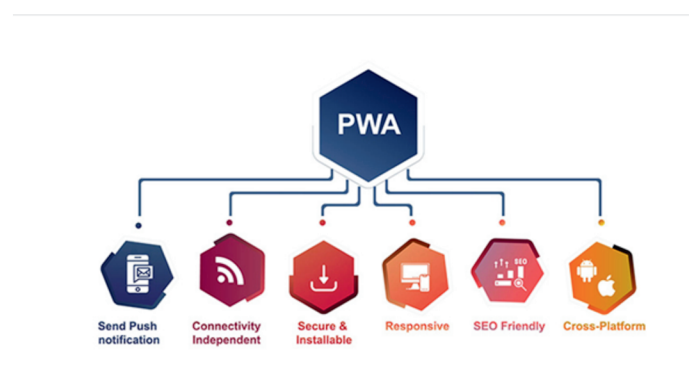 PWA
SEO
Send Push
notification
Connectivity
Independent
Secure &
Installable
Responsive
SEO Friendly
Cross-Platform